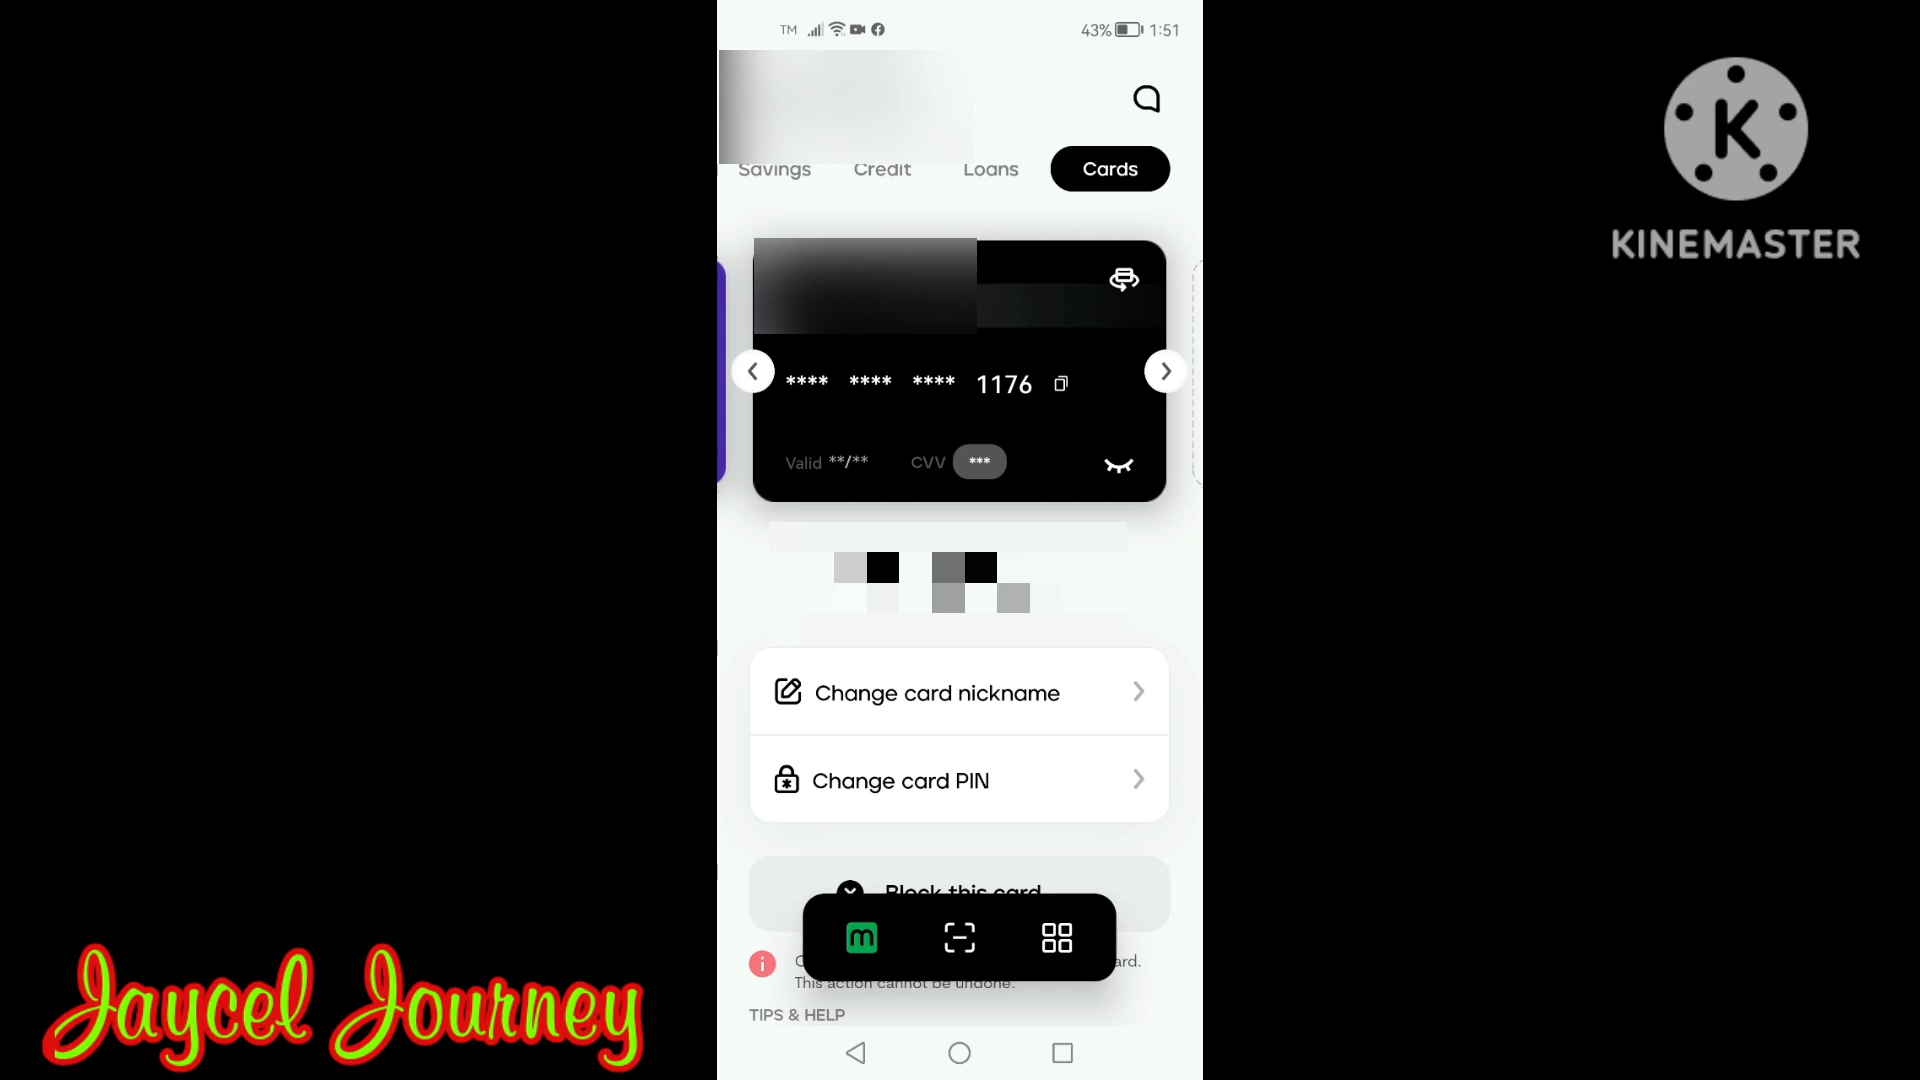 TM
43% 1:51
Savings Credit Loans Cards
**** **** **** 1176
Valid **/** CVV ***
Change card nickname
Change card PIN
Block this card
m
ard.
This action cannot be undone.
TIPS & HELP
K
KINEMASTER
Jaycel Journey